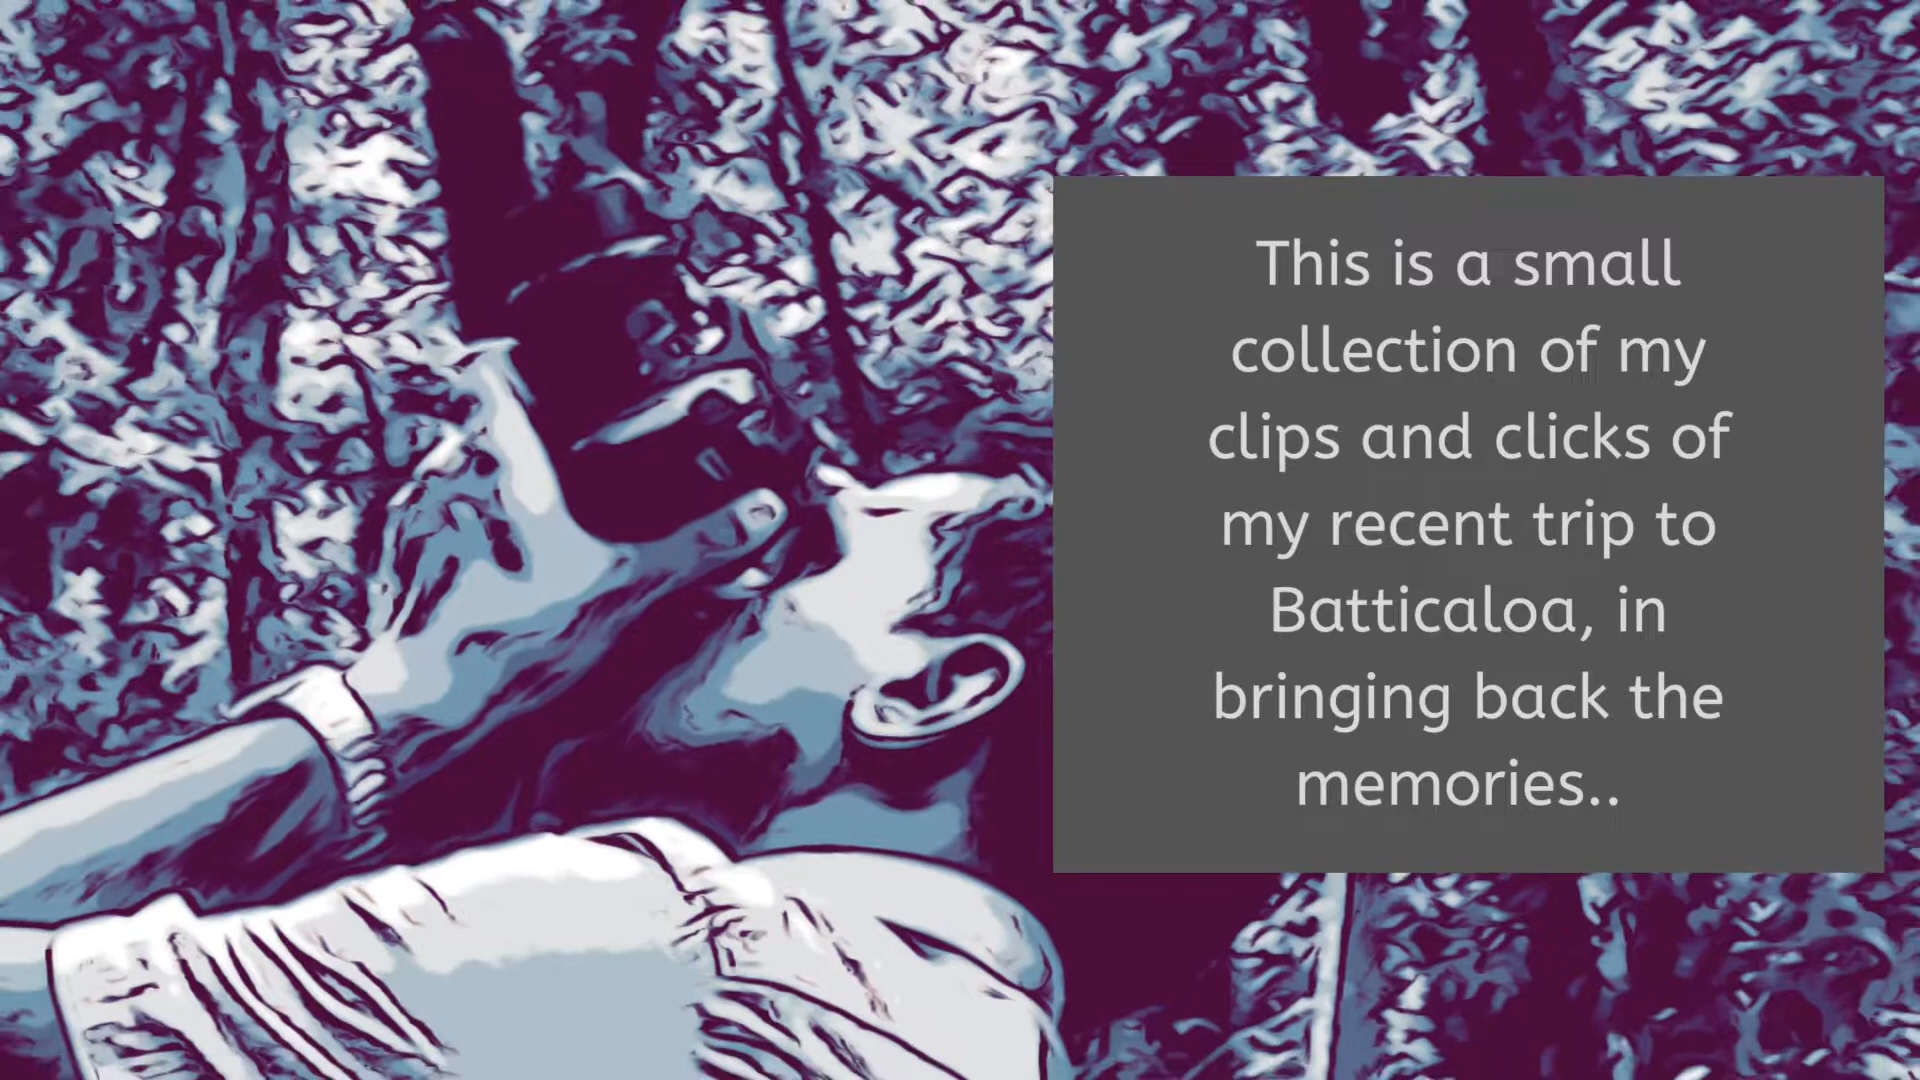 This is a small
collection of my
clips and clicks of
my recent trip to
Batticaloa, in
bringing back the
memories..